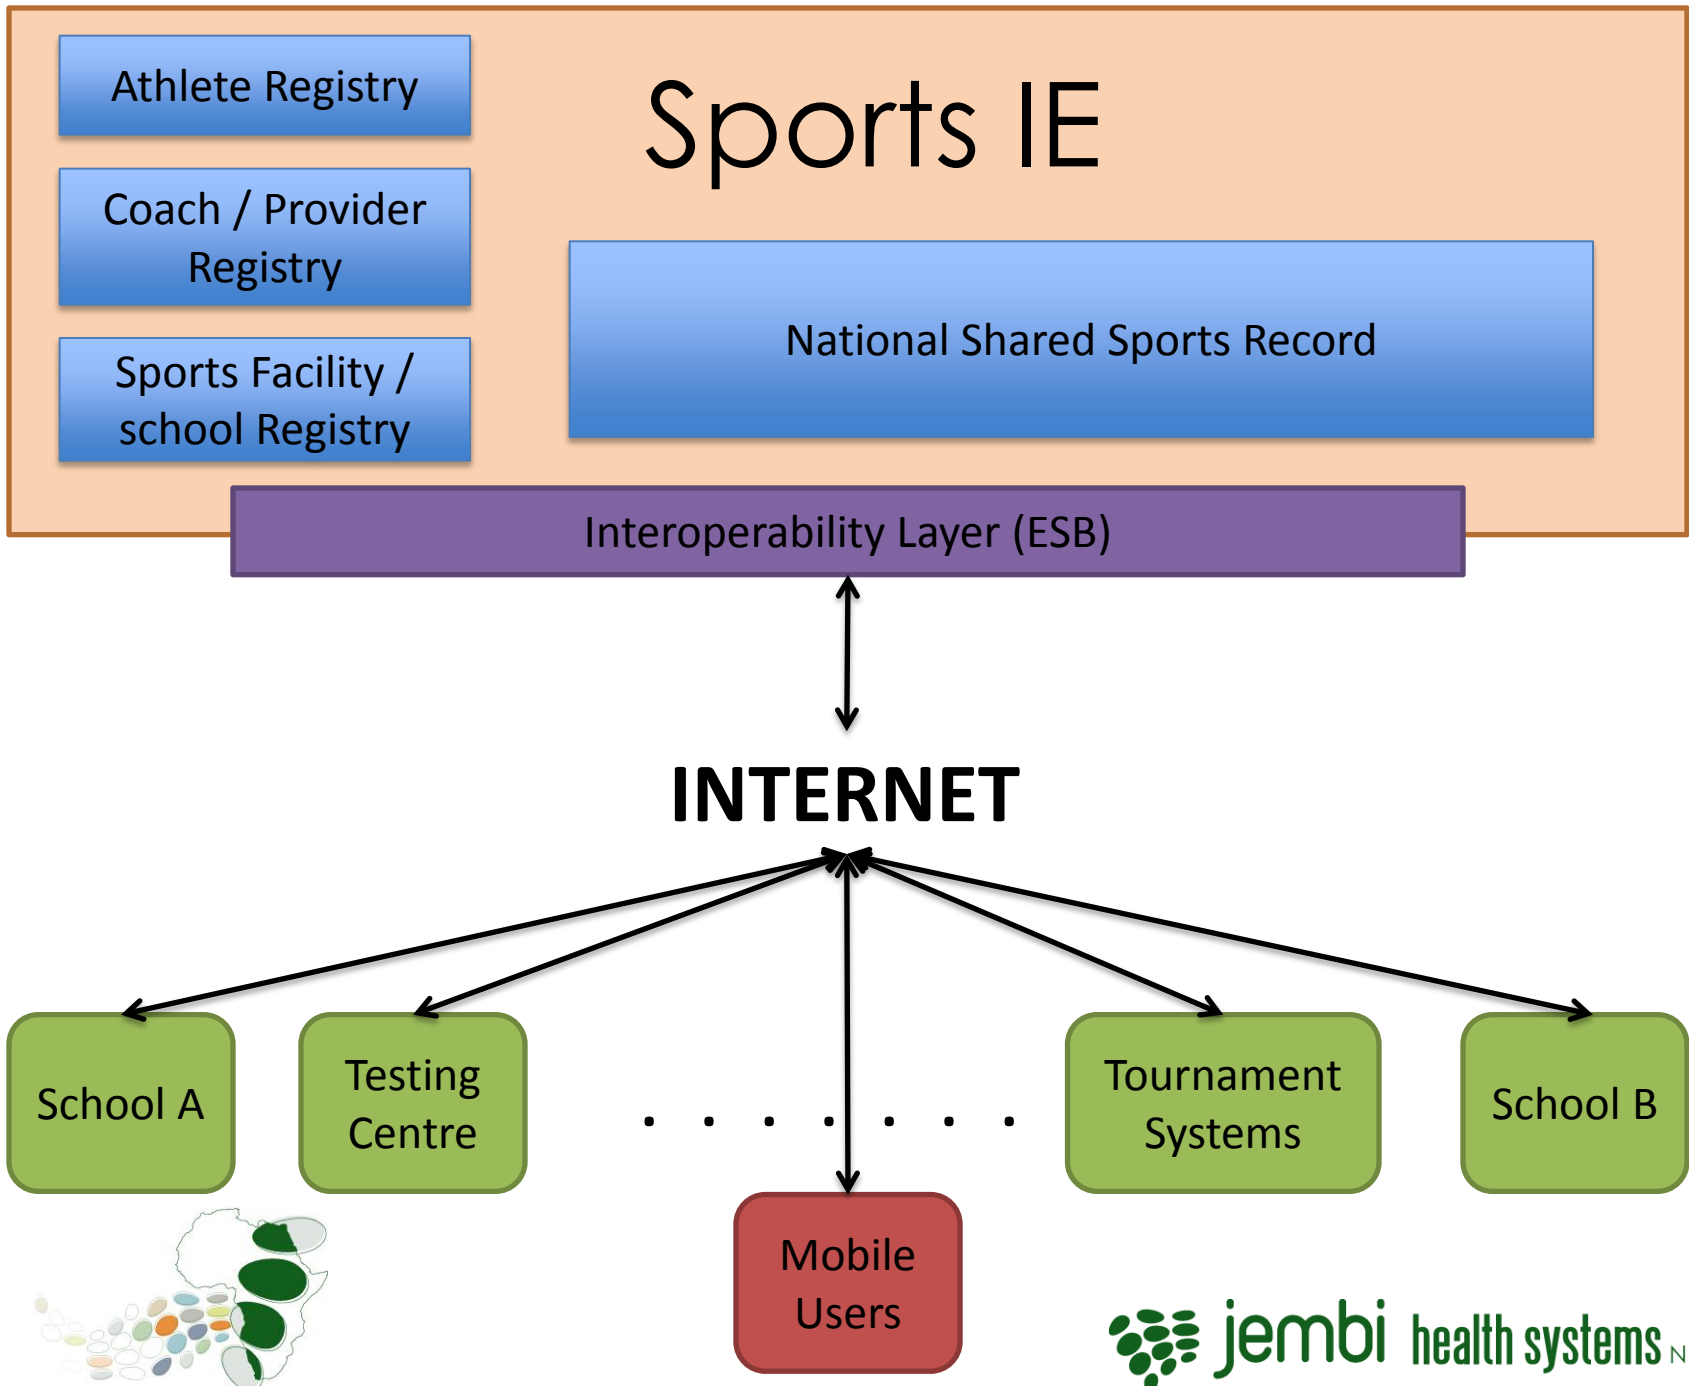 Sports IE
Athlete Registry
Coach / Provider
Registry
Sports Facility /
school Registry
National Shared Sports Record
Interoperability Layer (ESB)
INTERNET
School A
Testing
Centre
. . . . . . .
Tournament
Systems
School B
Mobile
Users
jembi health systems N